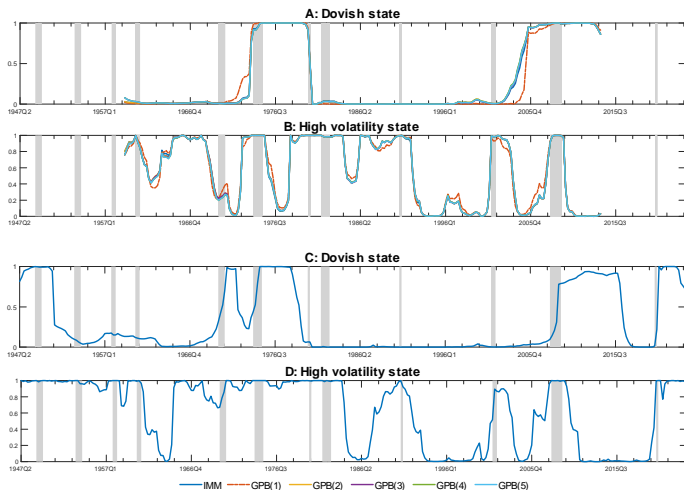 A: Dovish state
1
0.5
0
1947Q2 1957Q1 1966Q4 1976Q3 1986Q2 1996Q1 2005Q4 2015Q3
B: High volatility state
1
0.8
0.6
0.4
0.2
0
1947Q2 1957Q1 1966Q4 1976Q3 1986Q2 1996Q1 2005Q4 2015Q3
C: Dovish state
1
0.5
0
1947Q2 1957Q1 1966Q4 1976Q3 1986Q2 1996Q1 2005Q4 2015Q3
D: High volatility state
1
0.8
0.6
0.4
0.2
0
1947Q2 1957Q1 1966Q4 1976Q3 1986Q2 1996Q1 2005Q4 2015Q3
IMM GPB(1) GPB(2) GPB(3) GPB(4) GPB(5)